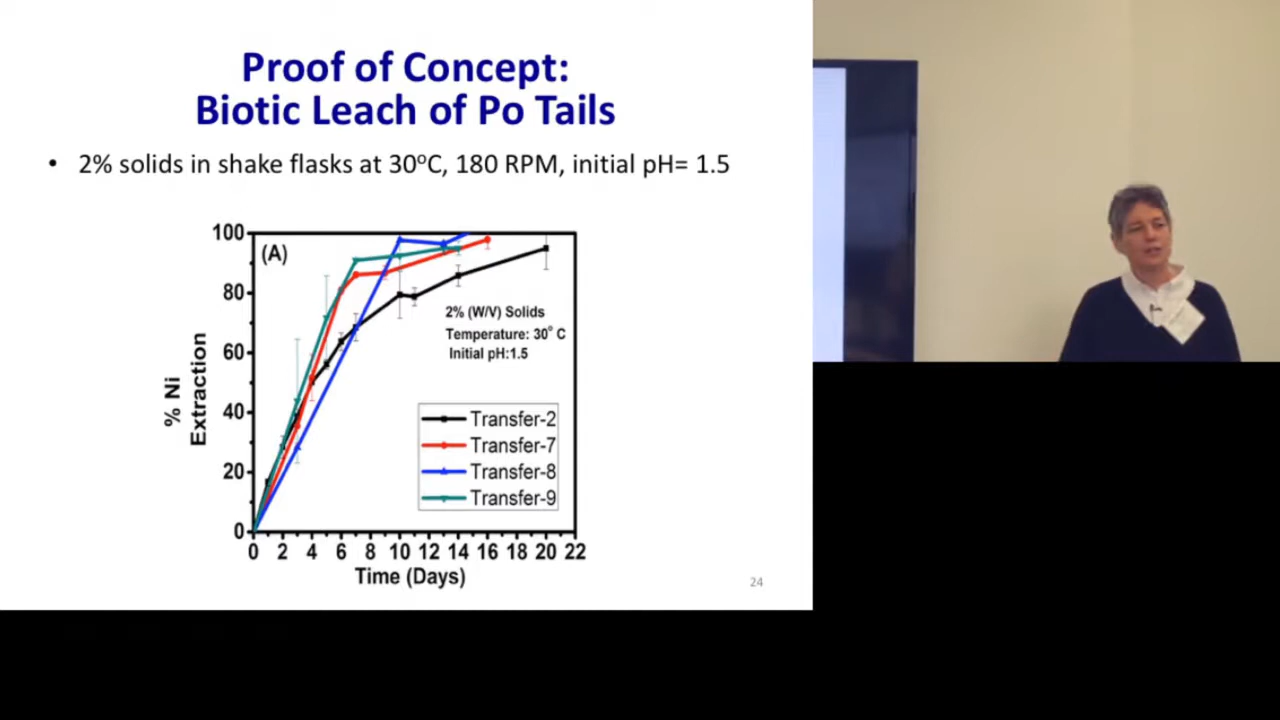 Proof of Concept:
Biotic Leach of Po Tails
• 2% solids in shake flasks at 30ºC, 180 RPM, initial pH= 1.5
100
(A)
80
60
40
20
0
% Ni
Extraction
2% (W/V) Solids
Temperature: 30° C
Initial pH:1.5
Transfer-2
Transfer-7
Transfer-8
Transfer-9
0 2 4 6 8 10 12 14 16 18 20 22
Time (Days)
24